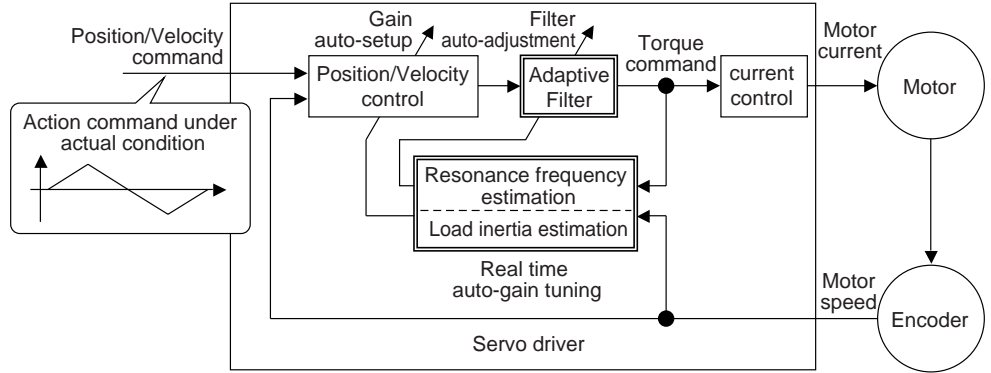 Position/Velocity
command
Gain
auto-setup
Filter
auto-adjustment
Torque
command
Motor
current
Position/Velocity
control
Adaptive
Filter
current
control
Motor
Action command under
actual condition
Resonance frequency
estimation
Load inertia estimation
Real time
auto-gain tuning
Motor
speed
Encoder
Servo driver